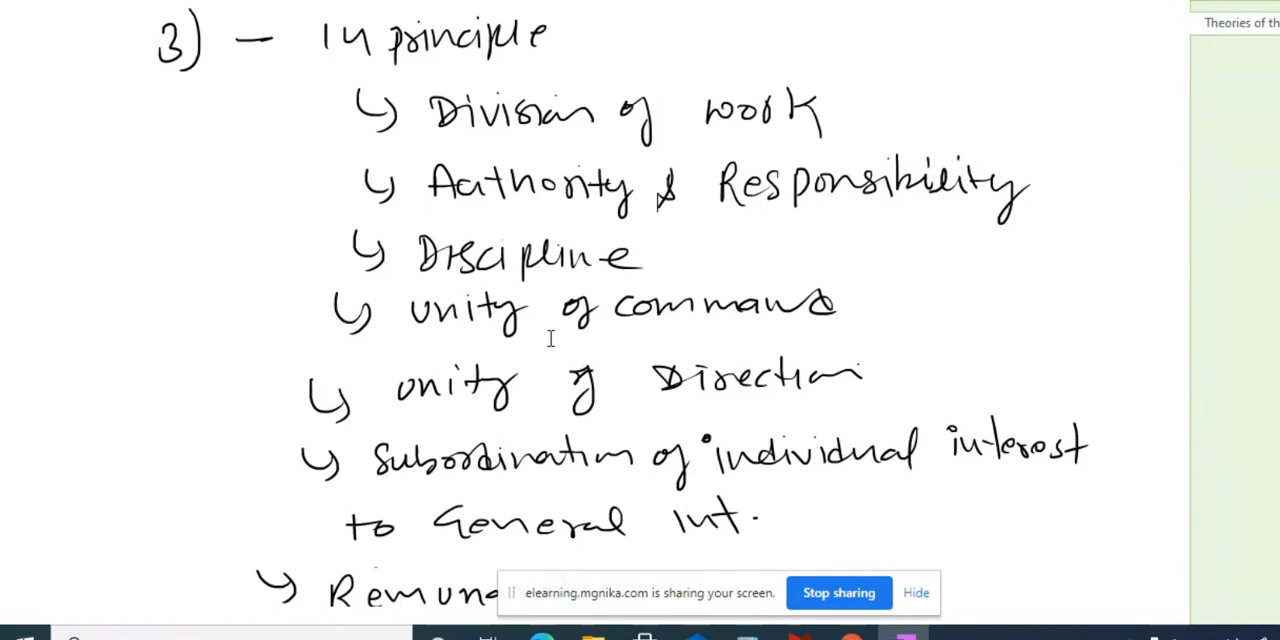 Theories of th
3) - 14 principle
↳ Division of work
↳ Authority & Responsibility
↳ Discipline
↳ unity of command
↳ unity of Direction
↳ Subordination of individual interest
to General Int.
↳ Remun
elearning.mgnika.com is sharing your screen. Stop sharing Hide